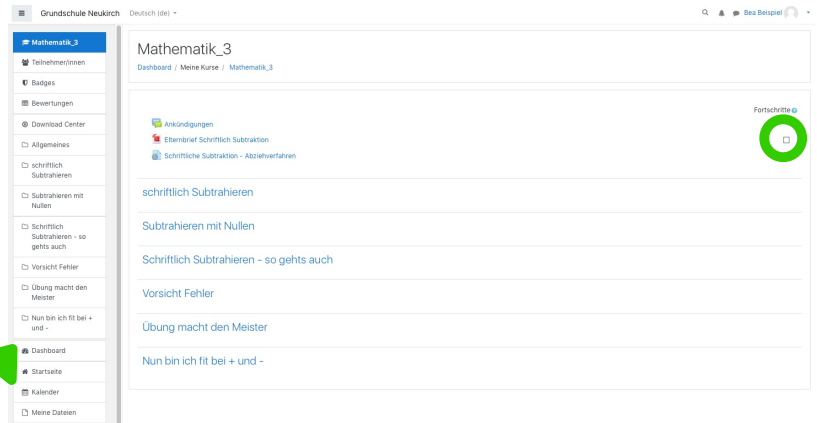 Grundschule Neukirch Deutsch (de)
Bea Beispiel
Mathematik_3
Teilnehmer/innen
Badges
Bewertungen
Download Center
Allgemeines
schriftlich
Subtrahieren
Subtrahieren mit
Nullen
Schriftlich
Subtrahieren - so
gehts auch
Vorsicht Fehler
Übung macht den
Meister
Nun bin ich fit bei +
und -
Dashboard
Startseite
Kalender
Meine Dateien
Mathematik_3
Dashboard / Meine Kurse / Mathematik_3
Fortschritte
Ankündigungen
Elternbrief Schriftlich Subtraktion
Schriftliche Subtraktion - Abziehverfahren
schriftlich Subtrahieren
Subtrahieren mit Nullen
Schriftlich Subtrahieren - so gehts auch
Vorsicht Fehler
Übung macht den Meister
Nun bin ich fit bei + und -